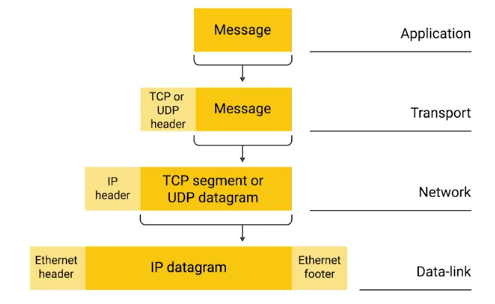 Message
Application
TCP or
UDP
header
Message
Transport
IP
header
TCP segment or
UDP datagram
Network
Ethernet
header
IP datagram
Ethernet
footer
Data-link